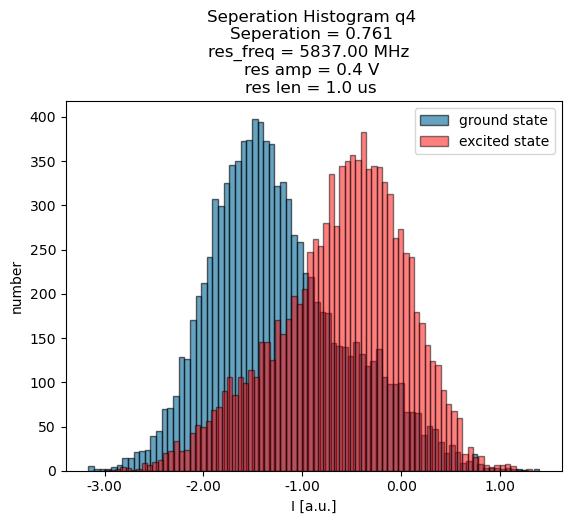 Seperation Histogram q4
Seperation = 0.761
res_freq = 5837.00 MHz
res amp = 0.4 V
res len = 1.0 us
ground state
excited state
400
350
300
250
200
150
100
50
0
number
-3.00 -2.00 -1.00 0.00 1.00
I [a.u.]